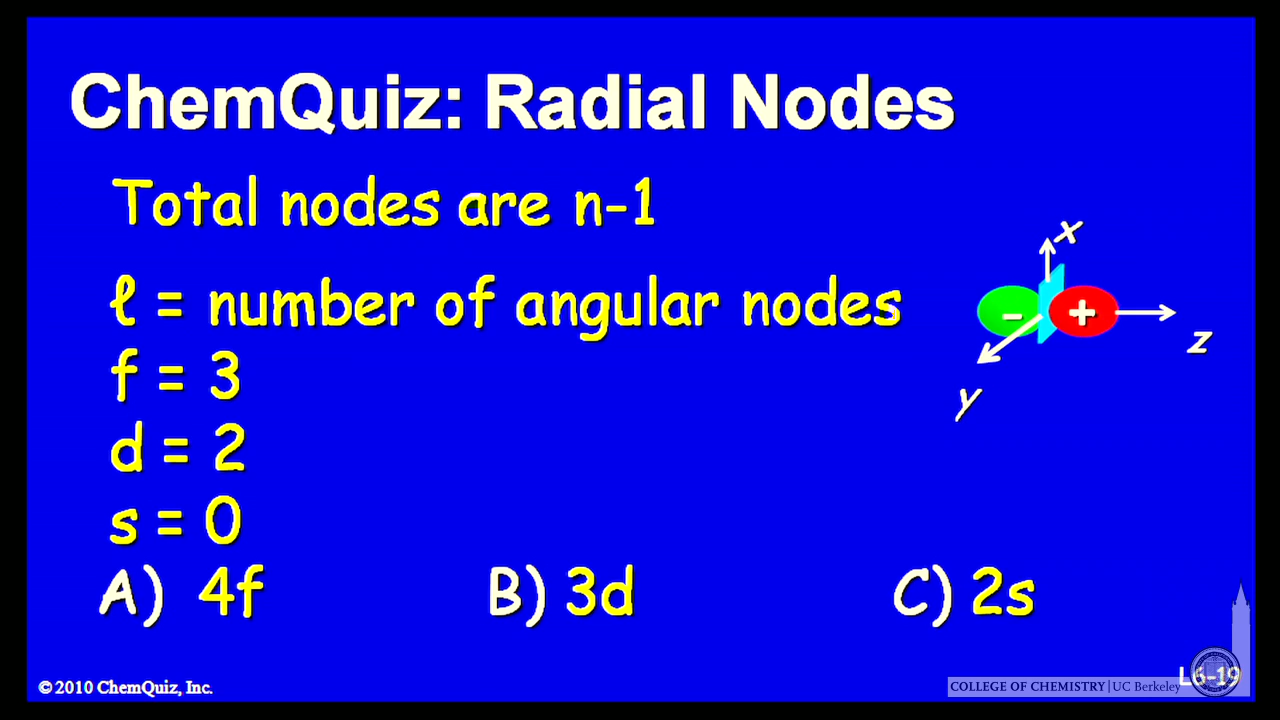 ChemQuiz: Radial Nodes
Total nodes are n-1
ℓ = number of angular nodes
f = 3
d = 2
s = 0
x
- +
z
y
A) 4f B) 3d C) 2s
© 2010 ChemQuiz, Inc.
L6-19
COLLEGE OF CHEMISTRY | UC Berkeley